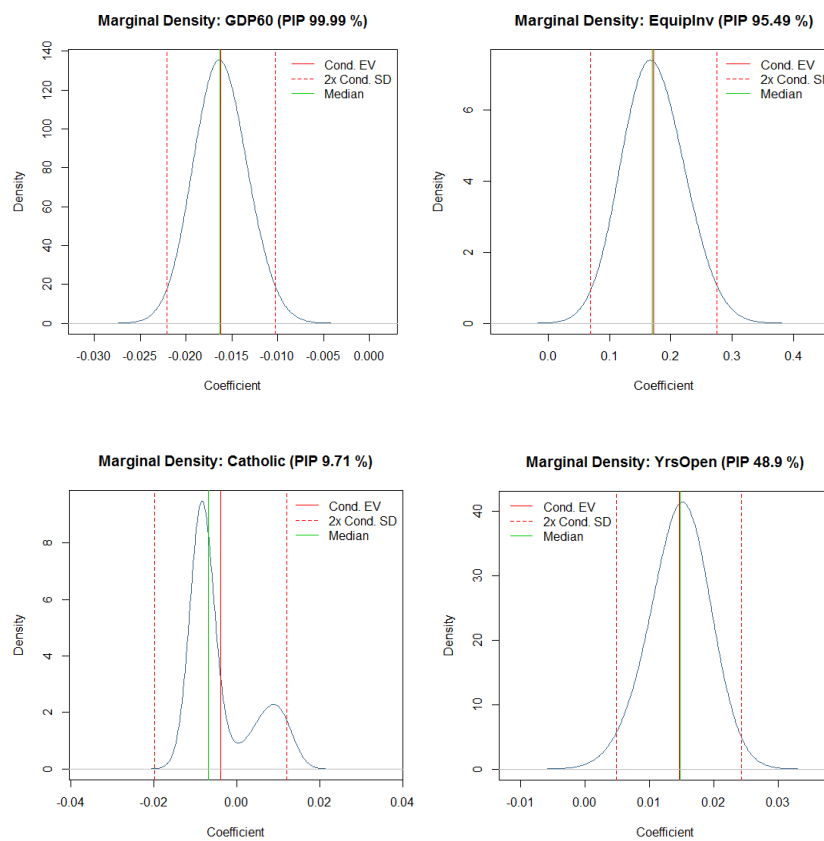 Marginal Density: GDP60 (PIP 99.99 %)
Cond. EV
2x Cond. SD
Median
Density
0 20 40 60 80 100 120 140
-0.030 -0.025 -0.020 -0.015 -0.010 -0.005 0.000
Coefficient
Marginal Density: EquipInv (PIP 95.49 %)
Cond. EV
2x Cond. SD
Median
Density
0 2 4 6
0.0 0.1 0.2 0.3 0.4
Coefficient
Marginal Density: Catholic (PIP 9.71 %)
Cond. EV
2x Cond. SD
Median
Density
0 2 4 6 8
-0.04 -0.02 0.00 0.02 0.04
Coefficient
Marginal Density: YrsOpen (PIP 48.9 %)
Cond. EV
2x Cond. SD
Median
Density
0 10 20 30 40
-0.01 0.00 0.01 0.02 0.03
Coefficient